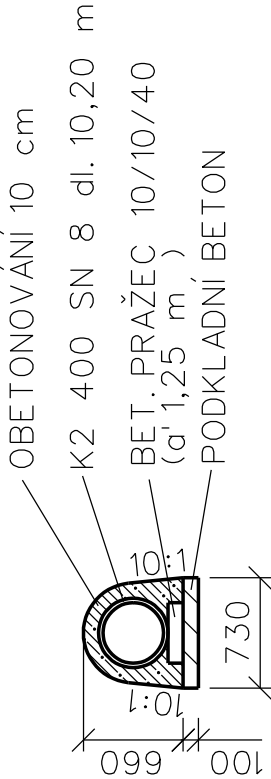 OBETONOVÁNÍ 10 cm
K2 400 SN 8 dl. 10,20 m
BET. PRAŽEC 10/10/40
(a' 1,25 m )
PODKLADNÍ BETON
10:1
10:1
660
100
730